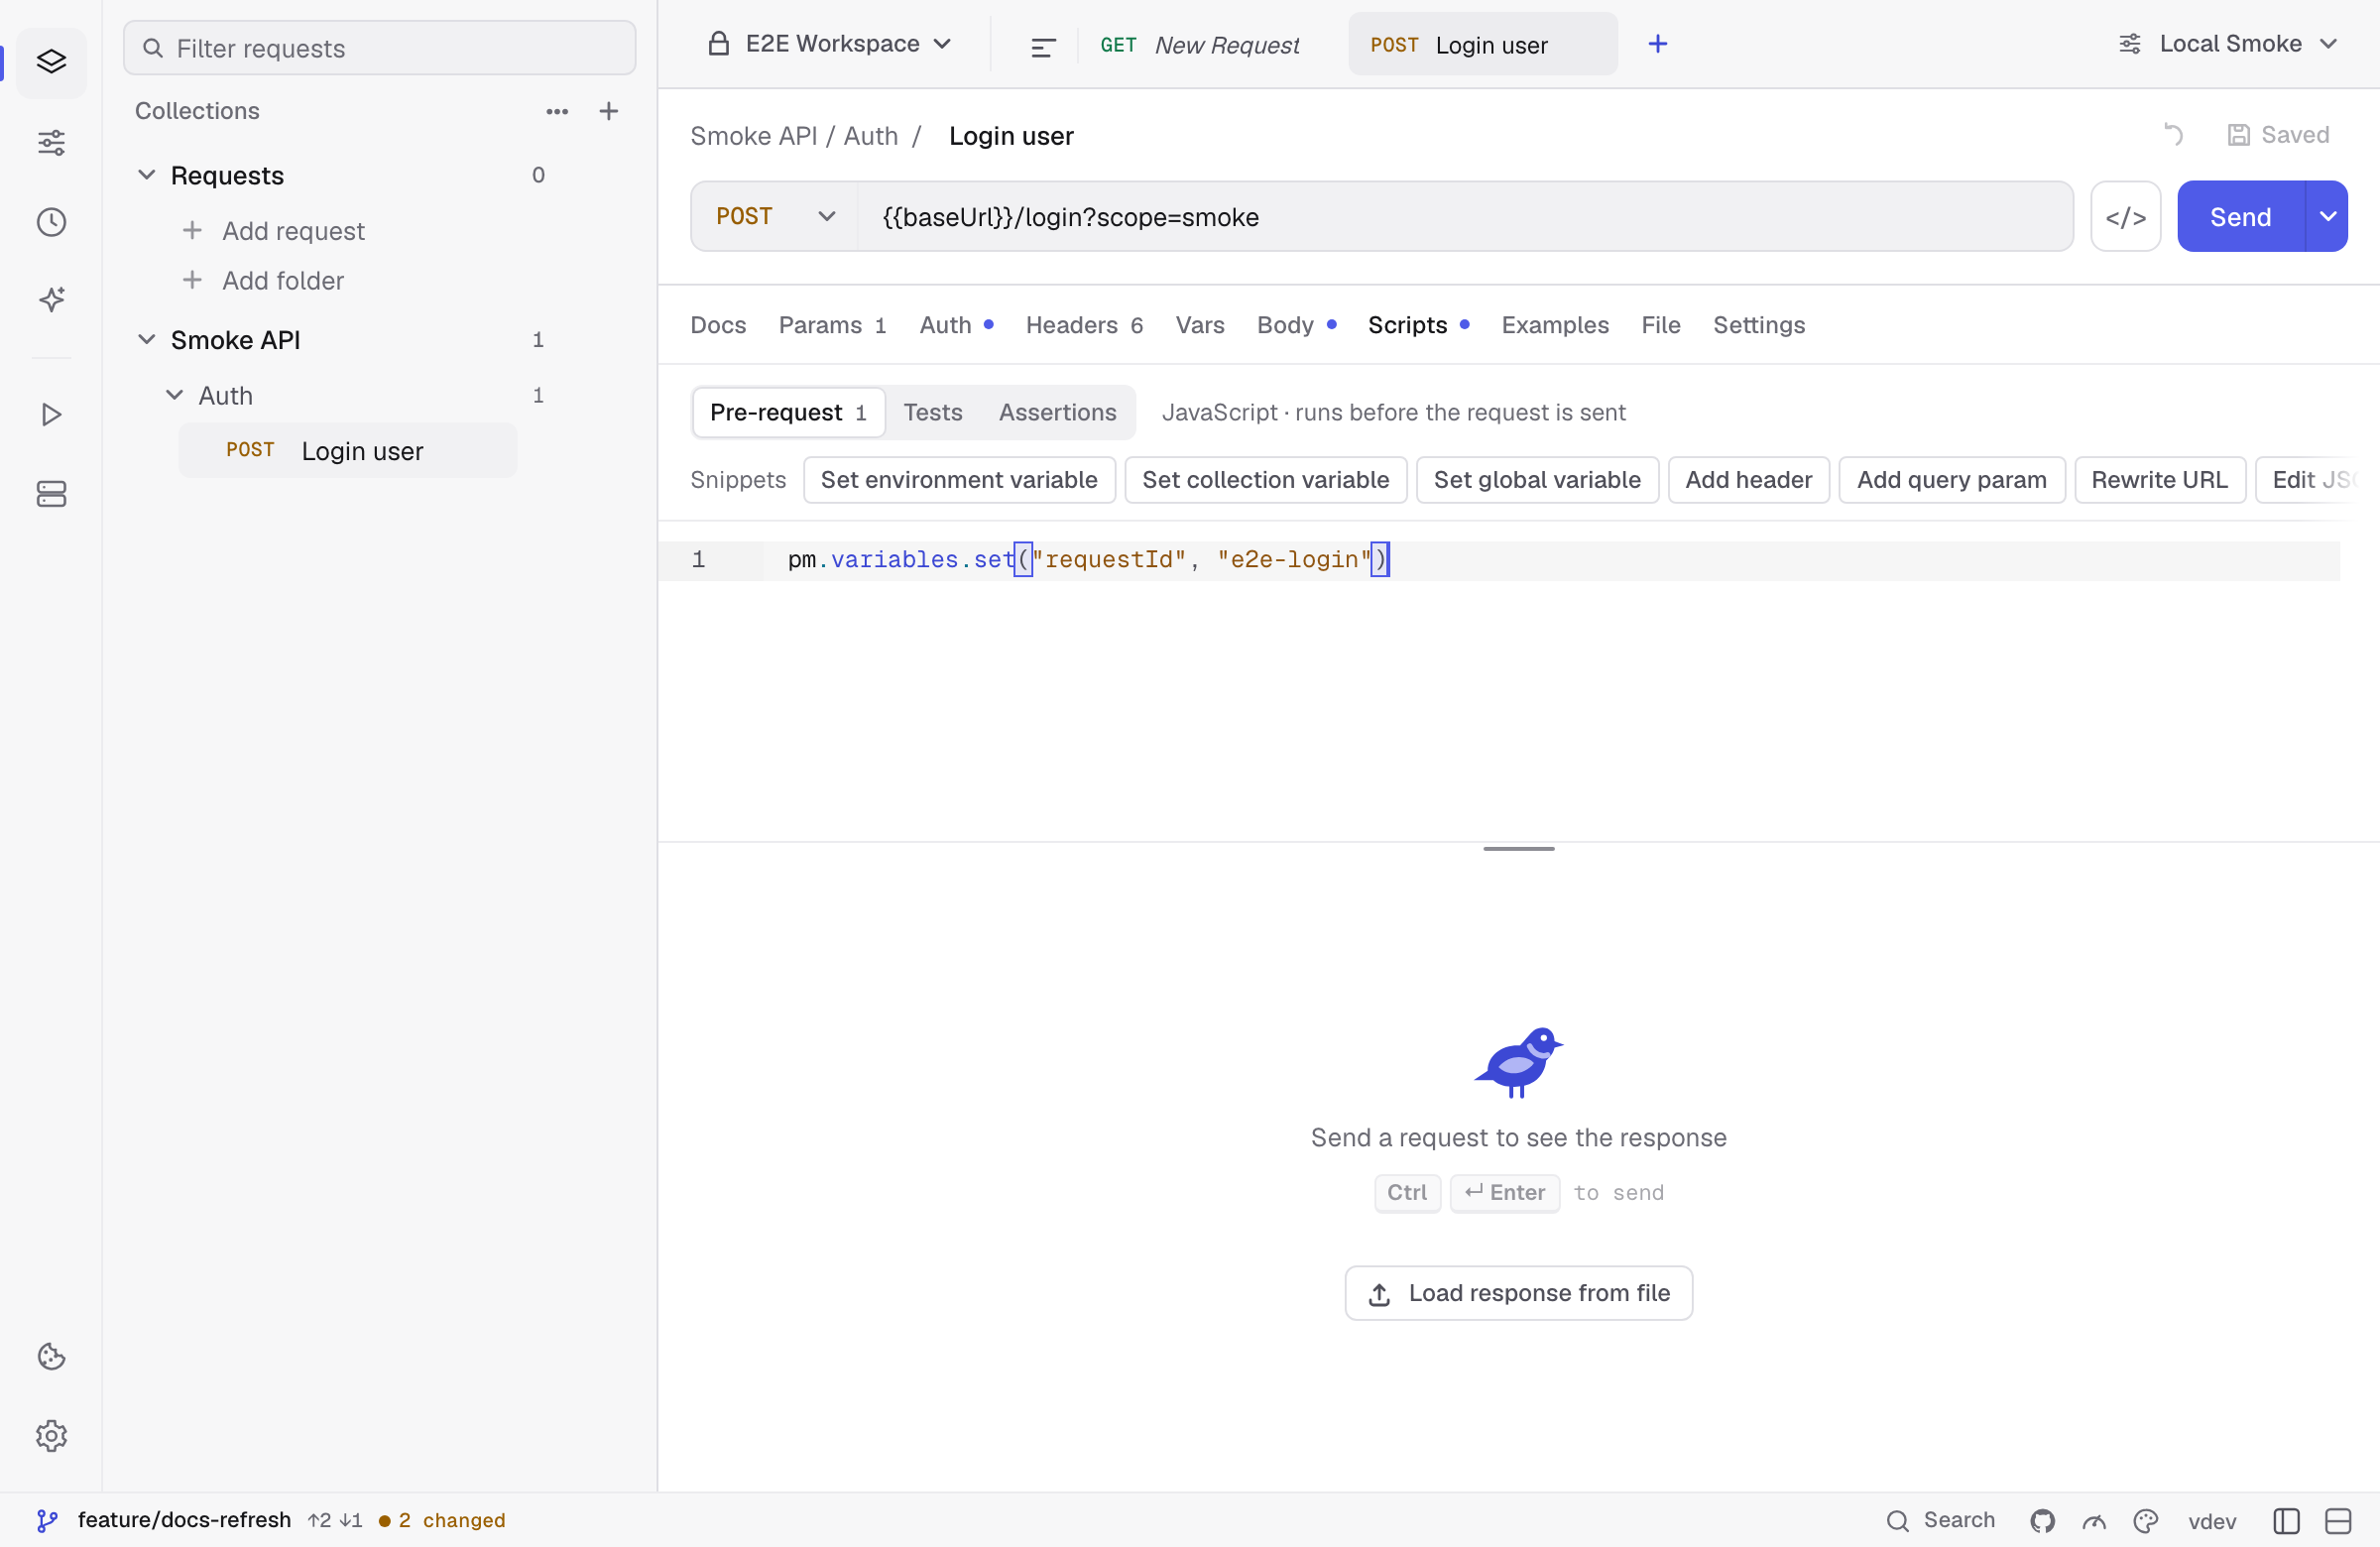 Filter requests
Collections
Requests 0
Add request
Add folder
Smoke API 1
Auth 1
POST Login user
E2E Workspace
GET New Request
POST Login user
Local Smoke
Smoke API / Auth / Login user
Saved
POST {{baseUrl}}/login?scope=smoke
</>
Send
Docs Params 1 Auth Headers 6 Vars Body Scripts Examples File Settings
Pre-request 1 Tests Assertions JavaScript · runs before the request is sent
Snippets Set environment variable Set collection variable Set global variable Add header Add query param Rewrite URL Edit
1 pm.variables.set("requestId", "e2e-login")
Send a request to see the response
Ctrl Enter to send
Load response from file
feature/docs-refresh ↑2 ↓1 2 changed
Search
vdev